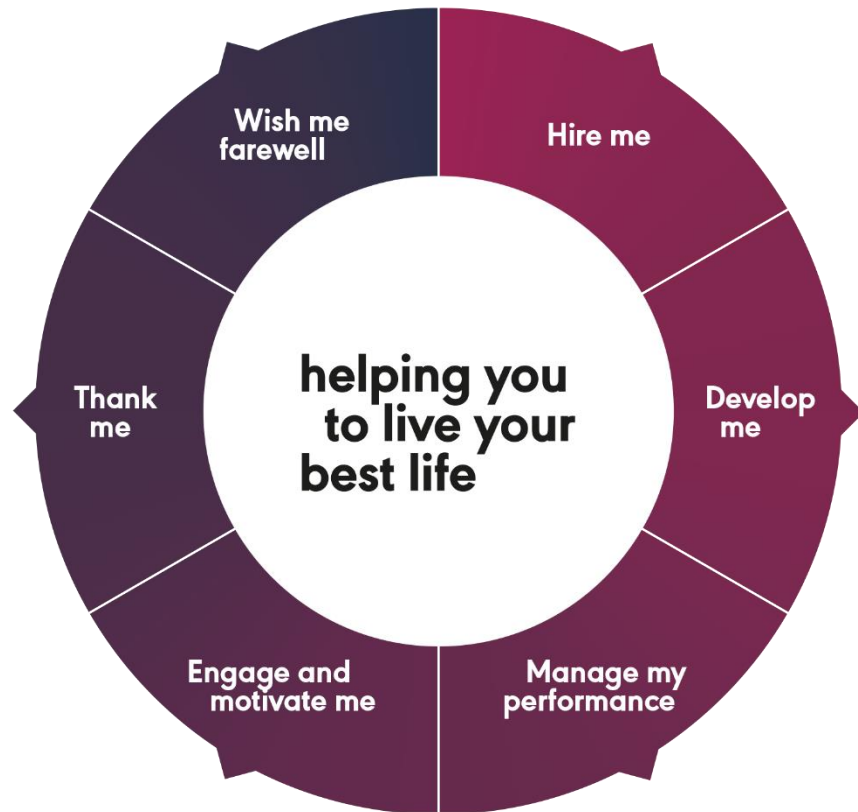 Wish me
farewell
Hire me
Thank
me
helping you
to live your
best life
Develop
me
Engage and
motivate me
Manage my
performance